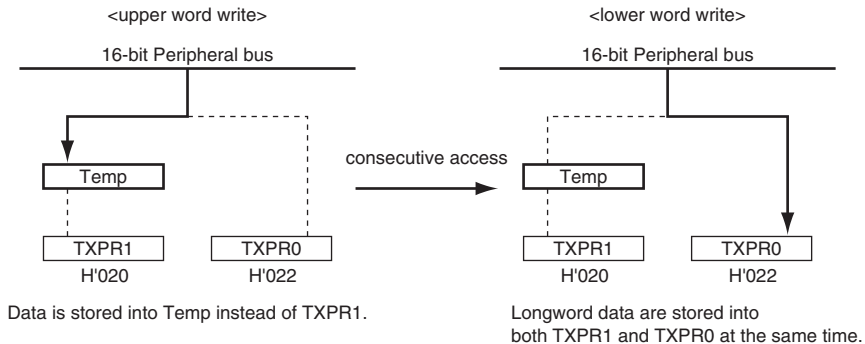 <upper word write>
16-bit Peripheral bus
Temp
TXPR1
TXPR0
H'020
H'022
Data is stored into Temp instead of TXPR1.
consecutive access
<lower word write>
16-bit Peripheral bus
Temp
TXPR1
TXPR0
H'020
H'022
Longword data are stored into
both TXPR1 and TXPR0 at the same time.